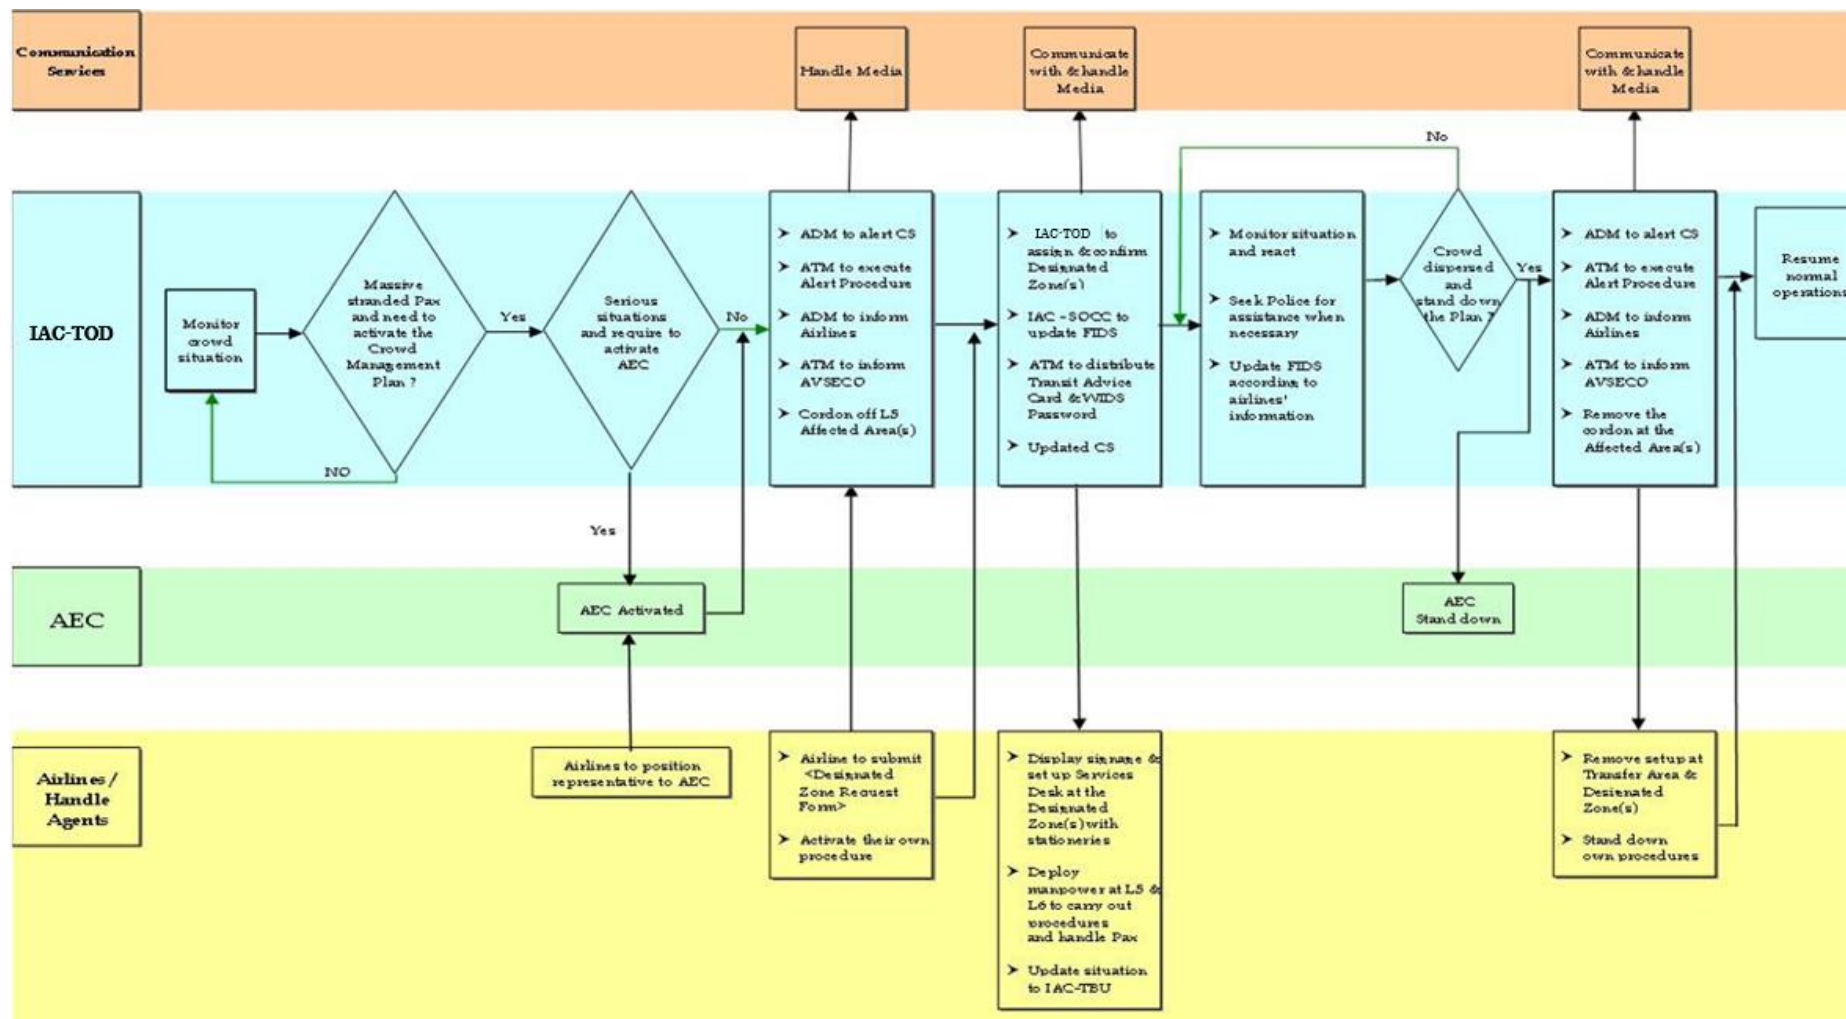 Communication
Services
Handle Media
Communicate
with & handle
Media
Communicate
with & handle
Media
No
IAC-TOD
Monitor
crowd
situation
NO
Massive
stranded Pax
and need to
activate the
Crowd
Management
Plan ?
Yes
Serious
situations
and require to
activate
AEC
No
Yes
➤ ADM to alert CS
➤ ATM to execute
Alert Procedure
➤ ADM to inform
Airlines
➤ ATM to inform
AVSECO
➤ Cordon off L5
Affected Area(s)
➤ IAC-TOD to
assign & confirm
Designated
Zone(s)
➤ IAC - SOCC to
update FIDS
➤ ATM to distribute
Transit Advice
Card & WIDS
Password
➤ Updated CS
➤ Monitor situation
and react
➤ Seek Police for
assistance when
necessary
➤ Update FIDS
according to
airlines'
information
Crowd
dispersed
and
stand down
the Plan ?
Yes
➤ ADM to alert CS
➤ ATM to execute
Alert Procedure
➤ ADM to inform
Airlines
➤ ATM to inform
AVSECO
➤ Remove the
cordon at the
Affected Area(s)
Resume
normal
operations
AEC
AEC Activated
AEC
Stand down
Airlines /
Handle
Agents
Airlines to position
representative to AEC
➤ Airline to submit
<Designated
Zone Request
Form>
➤ Activate their own
procedure
➤ Display signage &
set up Services
Desk at the
Designated
Zone(s) with
stationeries
➤ Deploy
manpower at L5 &
L6 to carry out
procedures
and handle Pax
➤ Update situation
to IAC-TBU
➤ Remove setup at
Transfer Area &
Designated
Zone(s)
➤ Stand down
own procedures